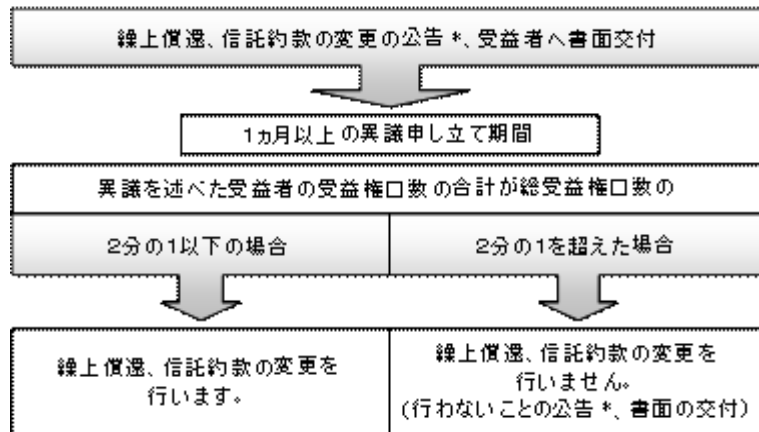 繰上償還、信託約款の変更の公告*、受益者へ書面交付
1ヵ月以上の異議申し立て期間
異議を述べた受益者の受益権口数の合計が総受益権口数の
2分の1以下の場合
2分の1を超えた場合
繰上償還、信託約款の変更を
行います。
繰上償還、信託約款の変更を
行いません。
(行わないことの公告*、書面の交付)